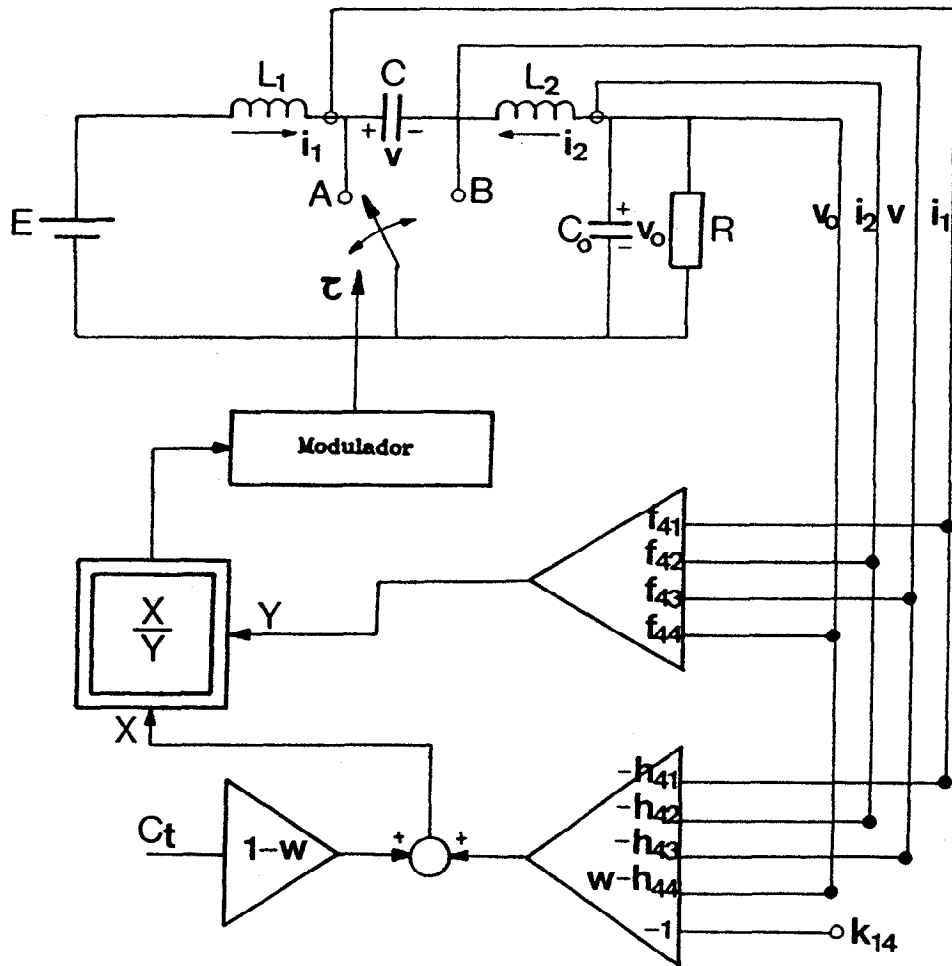 L1
C
L2
i1
+
-
v
i2
A
B
E
τ
Co
+
-
vo
R
vo
i2
v
i1
Modulador
f41
f42
f43
f44
X
Y
Y
X
Ct
1-w
+
+
-h41
-h42
-h43
w-h44
-1
k14